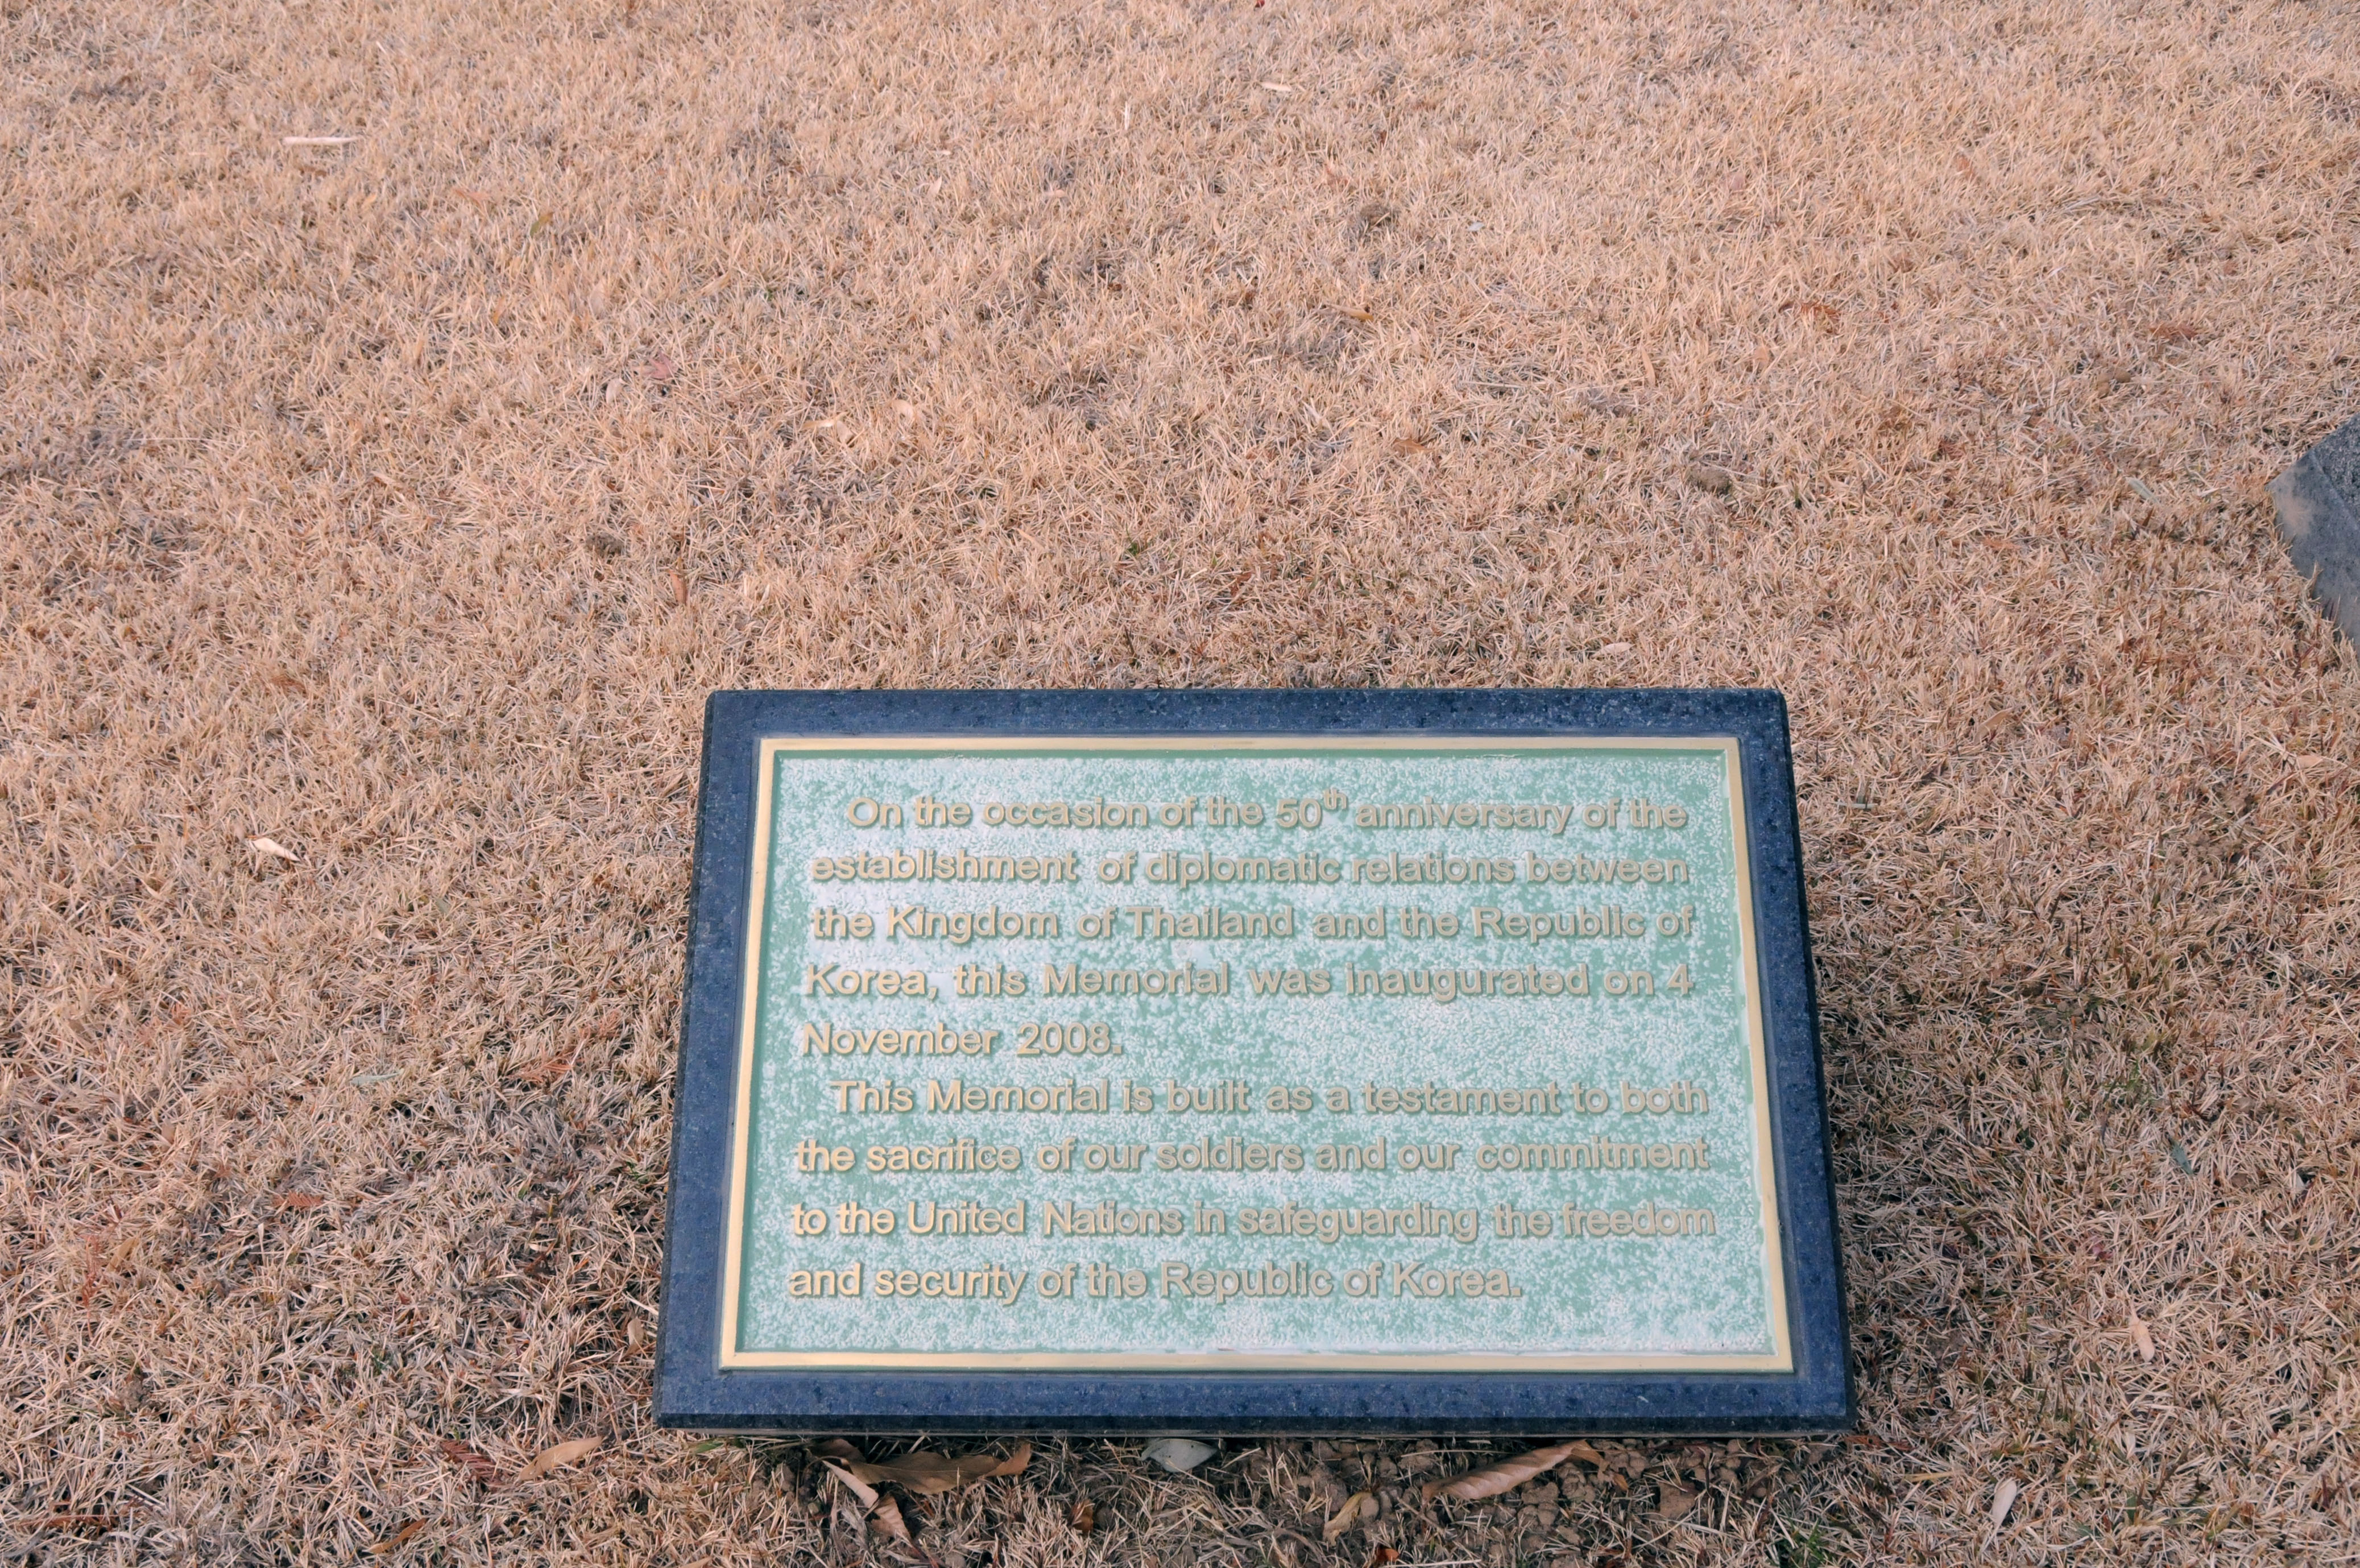 On the occasion of the 50th anniversary of the
establishment of diplomatic relations between
the Kingdom of Thailand and the Republic of
Korea, this Memorial was inaugurated on 4
November 2008.
This Memorial is built as a testament to both
the sacrifice of our soldiers and our commitment
to the United Nations in safeguarding the freedom
and security of the Republic of Korea.